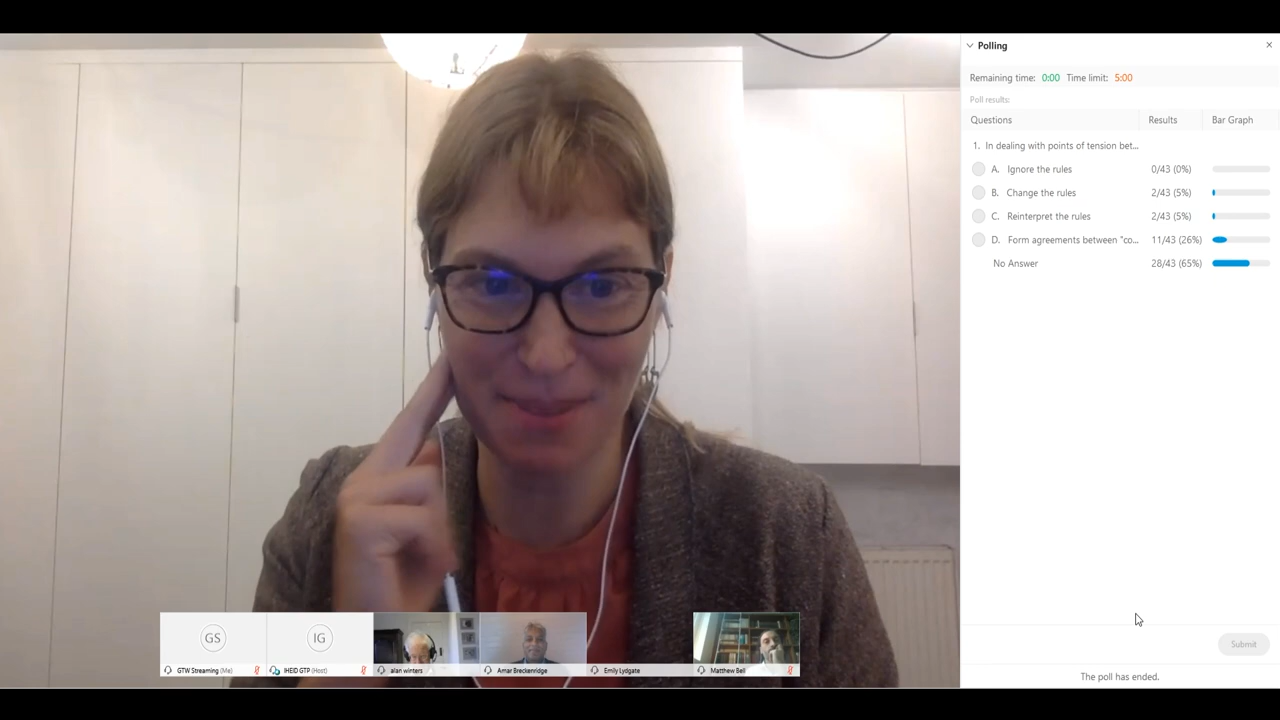 Polling
Remaining time: 0:00 Time limit: 5:00
Poll results:
Questions Results Bar Graph
1. In dealing with points of tension bet...
A. Ignore the rules 0/43 (0%)
B. Change the rules 2/43 (5%)
C. Reinterpret the rules 2/43 (5%)
D. Form agreements between "co... 11/43 (26%)
No Answer 28/43 (65%)
Submit
The poll has ended.
GS
IG
GTW Streaming (Me)
IHEID GTP (Host)
alan winters
Amar Breckenridge
Emily Lydgate
Matthew Bell